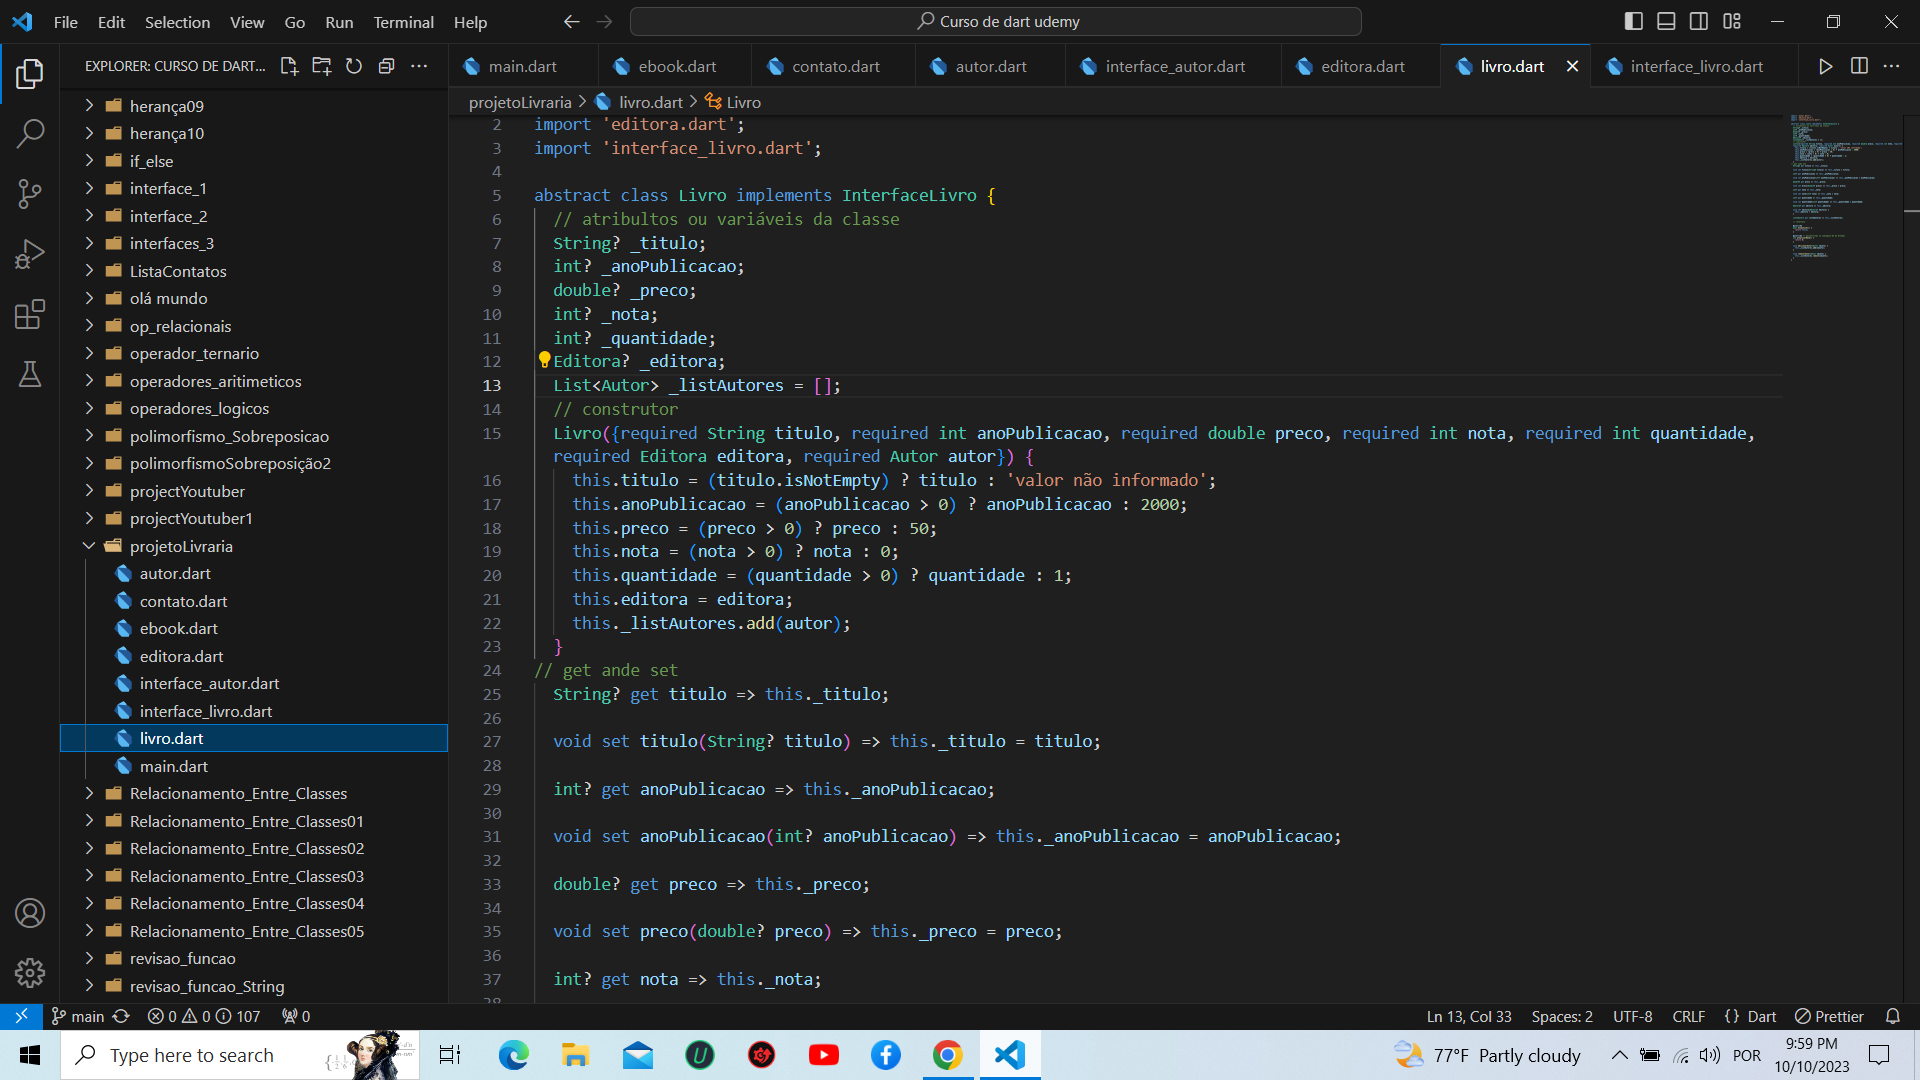 File Edit Selection View Go Run Terminal Help
Curso de dart udemy
EXPLORER: CURSO DE DART...
herança09
herança10
if_else
interface_1
interface_2
interfaces_3
ListaContatos
olá mundo
op_relacionais
operador_ternario
operadores_aritimeticos
operadores_logicos
polimorfismo_Sobreposicao
polimorfismoSobreposição2
projectYoutuber
projectYoutuber1
projetoLivraria
autor.dart
contato.dart
ebook.dart
editora.dart
interface_autor.dart
interface_livro.dart
livro.dart
main.dart
Relacionamento_Entre_Classes
Relacionamento_Entre_Classes01
Relacionamento_Entre_Classes02
Relacionamento_Entre_Classes03
Relacionamento_Entre_Classes04
Relacionamento_Entre_Classes05
revisao_funcao
revisao_funcao_String
main.dart ebook.dart contato.dart autor.dart interface_autor.dart editora.dart livro.dart interface_livro.dart
projetoLivraria > livro.dart > Livro
2 import 'editora.dart';
3 import 'interface_livro.dart';
4
5 abstract class Livro implements InterfaceLivro {
6 // atribultos ou variáveis da classe
7 String? _titulo;
8 int? _anoPublicacao;
9 double? _preco;
10 int? _nota;
11 int? _quantidade;
12 Editora? _editora;
13 List<Autor> _listAutores = [];
14 // construtor
15 Livro({required String titulo, required int anoPublicacao, required double preco, required int nota, required int quantidade,
required Editora editora, required Autor autor}) {
16 this.titulo = (titulo.isNotEmpty) ? titulo : 'valor não informado';
17 this.anoPublicacao = (anoPublicacao > 0) ? anoPublicacao : 2000;
18 this.preco = (preco > 0) ? preco : 50;
19 this.nota = (nota > 0) ? nota : 0;
20 this.quantidade = (quantidade > 0) ? quantidade : 1;
21 this.editora = editora;
22 this._listAutores.add(autor);
23 }
24 // get ande set
25 String? get titulo => this._titulo;
26
27 void set titulo(String? titulo) => this._titulo = titulo;
28
29 int? get anoPublicacao => this._anoPublicacao;
30
31 void set anoPublicacao(int? anoPublicacao) => this._anoPublicacao = anoPublicacao;
32
33 double? get preco => this._preco;
34
35 void set preco(double? preco) => this._preco = preco;
36
37 int? get nota => this._nota;
38
main 0 0 107 0
Ln 13, Col 33 Spaces: 2 UTF-8 CRLF {} Dart Prettier
Type here to search
77°F Partly cloudy POR
9:59 PM
10/10/2023